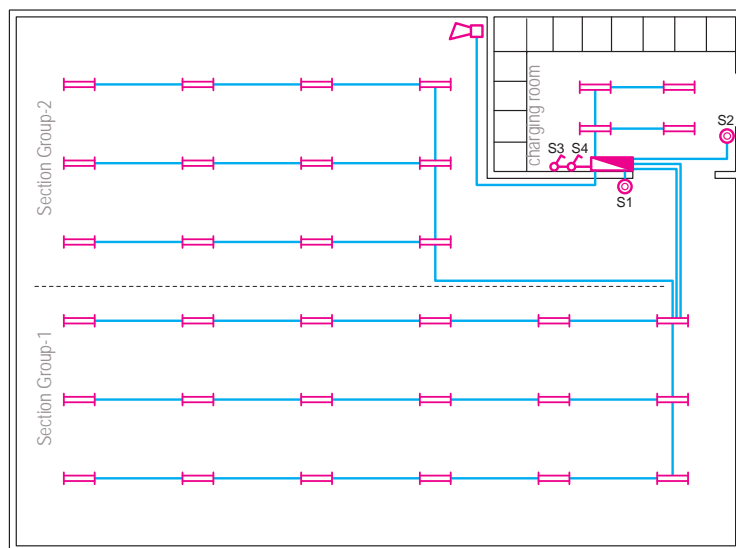 Section Group-2
charging room
S2
S3 S4
S1
Section Group-1